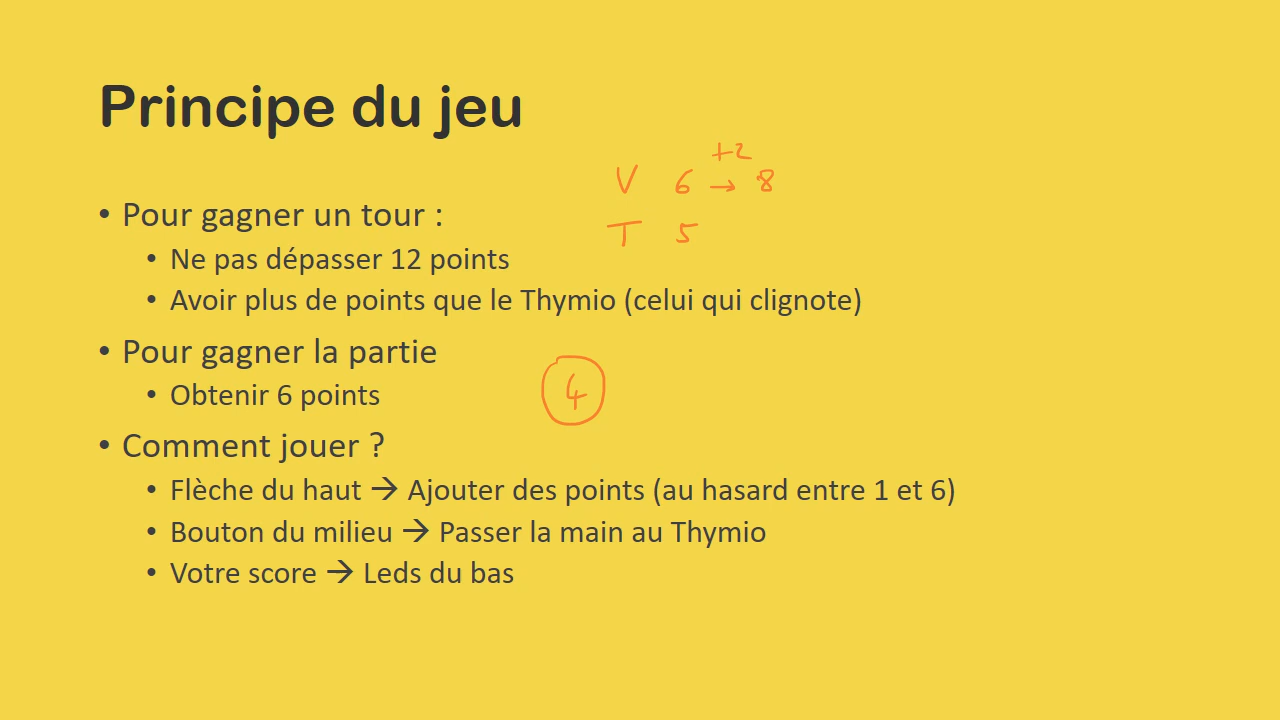 Principe du jeu
+2
V 6 → 8
• Pour gagner un tour :
T 5
• Ne pas dépasser 12 points
• Avoir plus de points que le Thymio (celui qui clignote)
• Pour gagner la partie
• Obtenir 6 points
4
• Comment jouer ?
• Flèche du haut → Ajouter des points (au hasard entre 1 et 6)
• Bouton du milieu → Passer la main au Thymio
• Votre score → Leds du bas